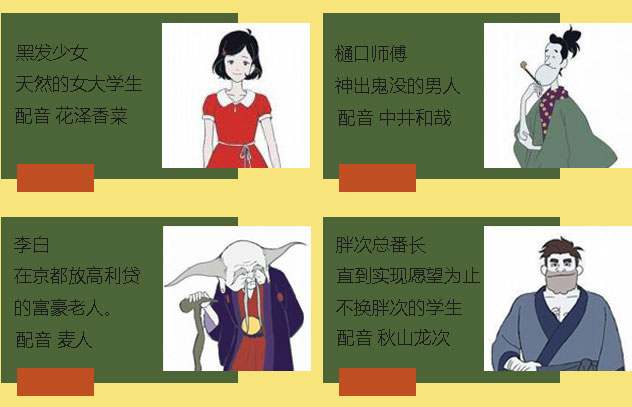 黑发少女
天然的女大学生
配音 花泽香菜
樋口师傅
神出鬼没的男人
配音 中井和哉
李白
在京都放高利贷
的富豪老人。
配音 麦人
胖次总番长
直到实现愿望为止
不换胖次的学生
配音 秋山龙次